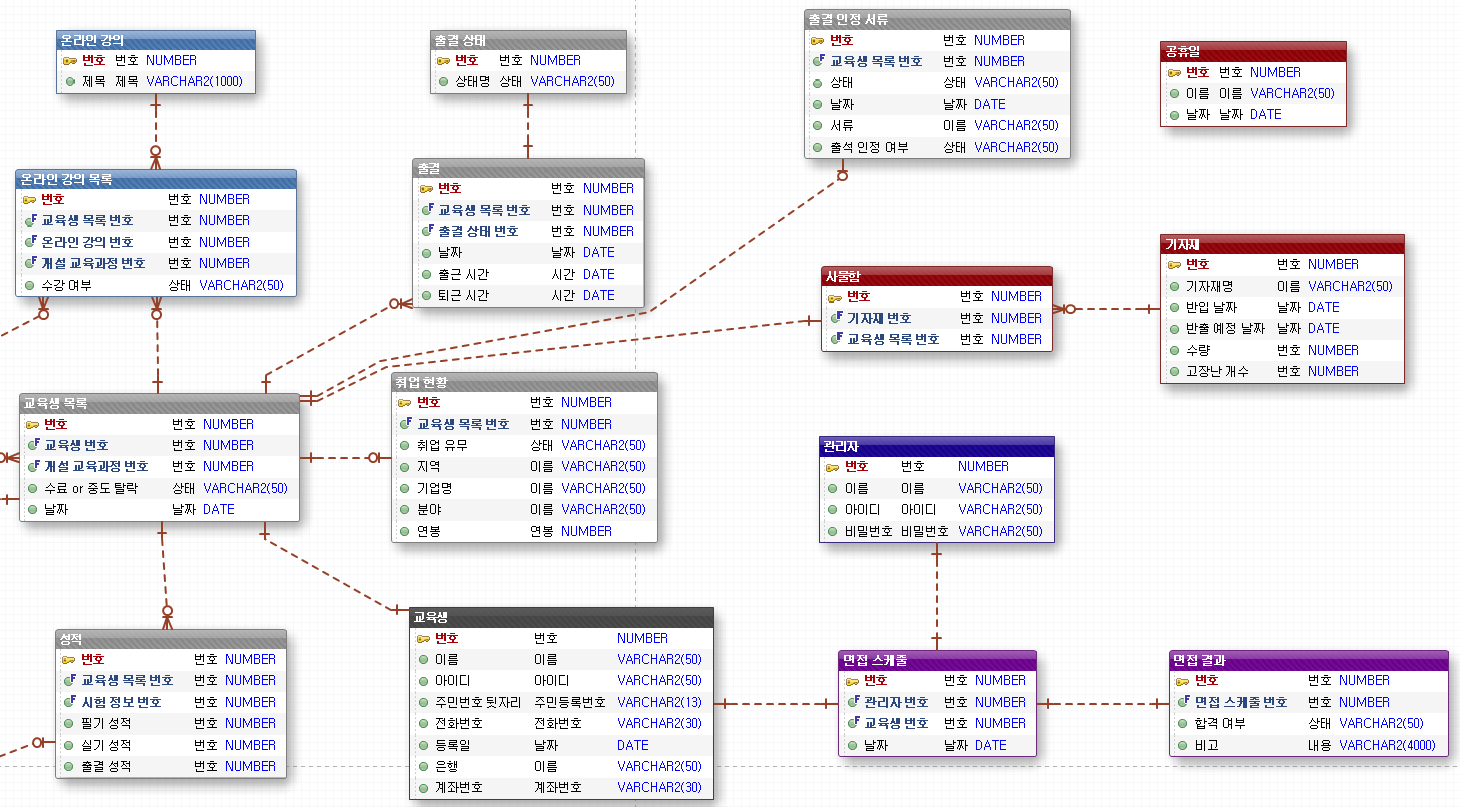 온라인 강의
번호 번호 NUMBER
제목 제목 VARCHAR2(1000)
출결 상태
번호 번호 NUMBER
상태명 상태 VARCHAR2(50)
출결 인정 서류
번호 번호 NUMBER
교육생 목록 번호 번호 NUMBER
상태 상태 VARCHAR2(50)
날짜 날짜 DATE
서류 이름 VARCHAR2(50)
출석 인정 여부 상태 VARCHAR2(50)
공휴일
번호 번호 NUMBER
이름 이름 VARCHAR2(50)
날짜 날짜 DATE
온라인 강의 목록
번호 번호 NUMBER
교육생 목록 번호 번호 NUMBER
온라인 강의 번호 번호 NUMBER
개설 교육과정 번호 번호 NUMBER
수강 여부 상태 VARCHAR2(50)
출결
번호 번호 NUMBER
교육생 목록 번호 번호 NUMBER
출결 상태 번호 번호 NUMBER
날짜 날짜 DATE
출근 시간 시간 DATE
퇴근 시간 시간 DATE
사물함
번호 번호 NUMBER
기자재 번호 번호 NUMBER
교육생 목록 번호 번호 NUMBER
기자재
번호 번호 NUMBER
기자재명 이름 VARCHAR2(50)
반입 날짜 날짜 DATE
반출 예정 날짜 날짜 DATE
수량 번호 NUMBER
고장난 개수 번호 NUMBER
교육생 목록
번호 번호 NUMBER
교육생 번호 번호 NUMBER
개설 교육과정 번호 번호 NUMBER
수료 or 중도 탈락 상태 VARCHAR2(50)
날짜 날짜 DATE
취업 현황
번호 번호 NUMBER
교육생 목록 번호 번호 NUMBER
취업 유무 상태 VARCHAR2(50)
지역 이름 VARCHAR2(50)
기업명 이름 VARCHAR2(50)
분야 이름 VARCHAR2(50)
연봉 연봉 NUMBER
관리자
번호 번호 NUMBER
이름 이름 VARCHAR2(50)
아이디 아이디 VARCHAR2(50)
비밀번호 비밀번호 VARCHAR2(50)
성적
번호 번호 NUMBER
교육생 목록 번호 번호 NUMBER
시험 정보 번호 번호 NUMBER
필기 성적 번호 NUMBER
실기 성적 번호 NUMBER
출결 성적 번호 NUMBER
교육생
번호 번호 NUMBER
이름 이름 VARCHAR2(50)
아이디 아이디 VARCHAR2(50)
주민번호 뒷자리 주민등록번호 VARCHAR2(13)
전화번호 전화번호 VARCHAR2(30)
등록일 날짜 DATE
은행 이름 VARCHAR2(50)
계좌번호 계좌번호 VARCHAR2(30)
면접 스케줄
번호 번호 NUMBER
관리자 번호 번호 NUMBER
교육생 번호 번호 NUMBER
날짜 날짜 DATE
면접 결과
번호 번호 NUMBER
면접 스케줄 번호 번호 NUMBER
합격 여부 상태 VARCHAR2(50)
비고 내용 VARCHAR2(4000)